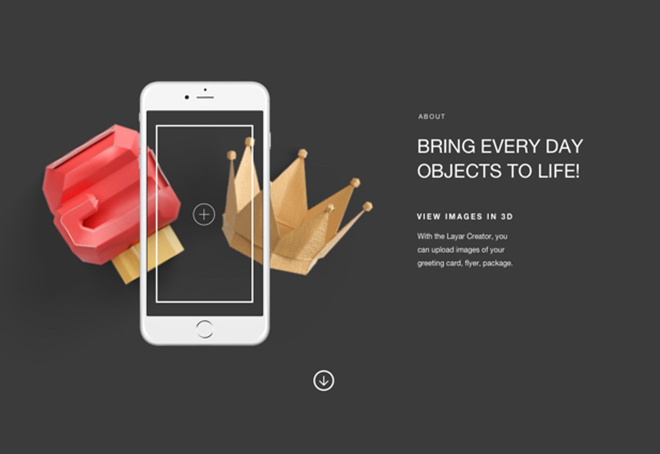 ABOUT
BRING EVERY DAY
OBJECTS TO LIFE!
VIEW IMAGES IN 3D
With the Layar Creator, you
can upload images of your
greeting card, flyer, package.